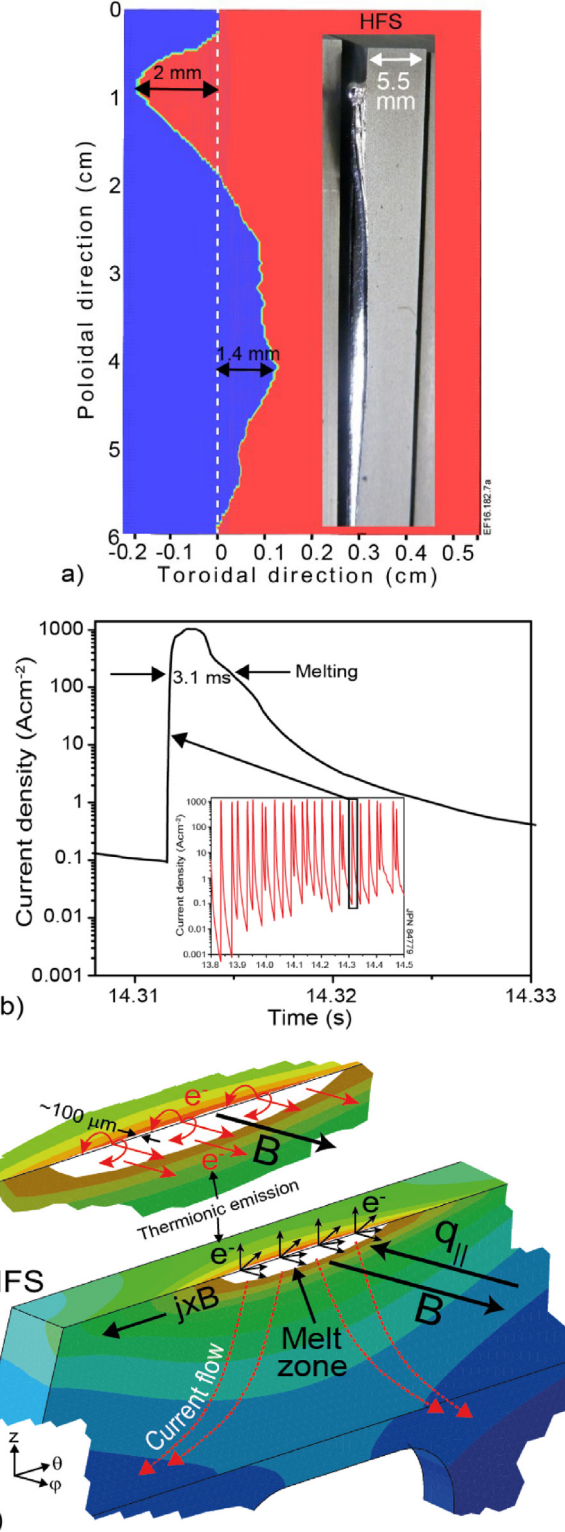 HFS
5.5
mm
2 mm
1.4 mm
0
1
2
3
4
5
6
Poloidal direction (cm)
-0.2 -0.1 0 0.1 0.2 0.3 0.4 0.5
Toroidal direction (cm)
EF16.182.7a
a)
1000
100
10
1
0.1
0.01
0.001
Current density (Acm-2)
3.1 ms
Melting
1000
100
10
1
0.1
0.01
0.001
Current density (Acm-2)
13.8 13.9 14.0 14.1 14.2 14.3 14.4 14.5
JPN 84779
14.31 14.32 14.33
Time (s)
b)
~100 μm
e-
e-
B
Thermionic emission
e-
e-
q||
B
jxB
Melt
zone
Current flow
z
θ
φ